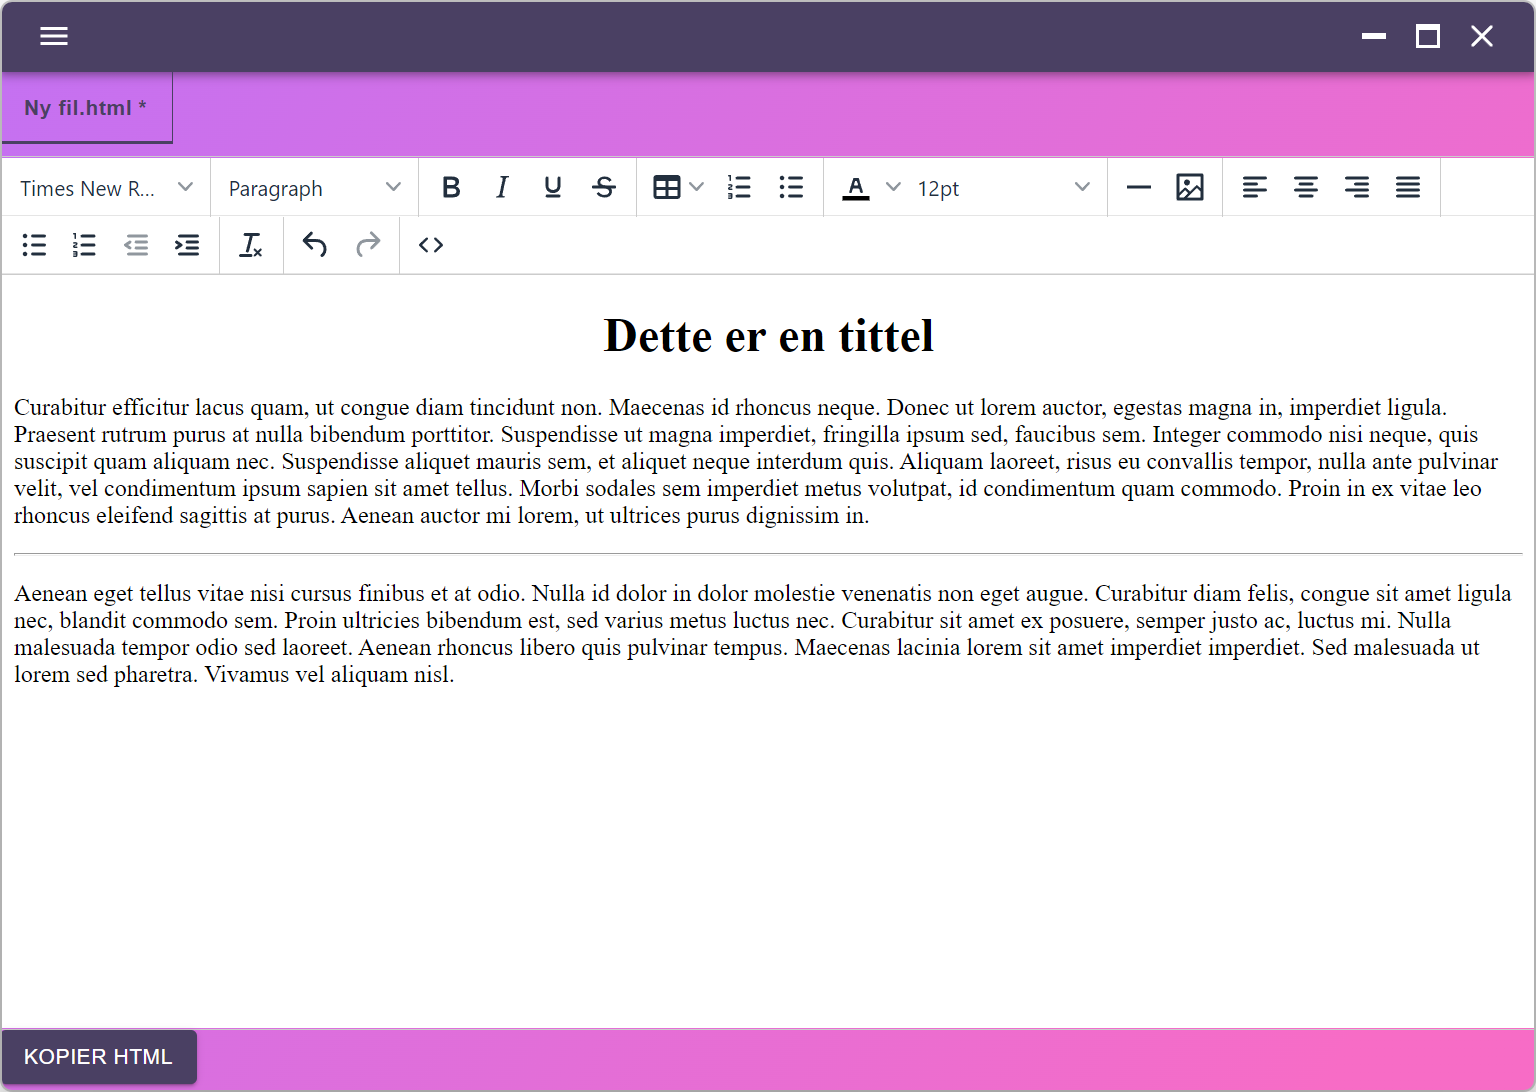 Ny fil.html *
Times New R... Paragraph B I U S A 12pt
Dette er en tittel
Curabitur efficitur lacus quam, ut congue diam tincidunt non. Maecenas id rhoncus neque. Donec ut lorem auctor, egestas magna in, imperdiet ligula.
Praesent rutrum purus at nulla bibendum porttitor. Suspendisse ut magna imperdiet, fringilla ipsum sed, faucibus sem. Integer commodo nisi neque, quis
suscipit quam aliquam nec. Suspendisse aliquet mauris sem, et aliquet neque interdum quis. Aliquam laoreet, risus eu convallis tempor, nulla ante pulvinar
velit, vel condimentum ipsum sapien sit amet tellus. Morbi sodales sem imperdiet metus volutpat, id condimentum quam commodo. Proin in ex vitae leo
rhoncus eleifend sagittis at purus. Aenean auctor mi lorem, ut ultrices purus dignissim in.
Aenean eget tellus vitae nisi cursus finibus et at odio. Nulla id dolor in dolor molestie venenatis non eget augue. Curabitur diam felis, congue sit amet ligula
nec, blandit commodo sem. Proin ultricies bibendum est, sed varius metus luctus nec. Curabitur sit amet ex posuere, semper justo ac, luctus mi. Nulla
malesuada tempor odio sed laoreet. Aenean rhoncus libero quis pulvinar tempus. Maecenas lacinia lorem sit amet imperdiet imperdiet. Sed malesuada ut
lorem sed pharetra. Vivamus vel aliquam nisl.
KOPIER HTML